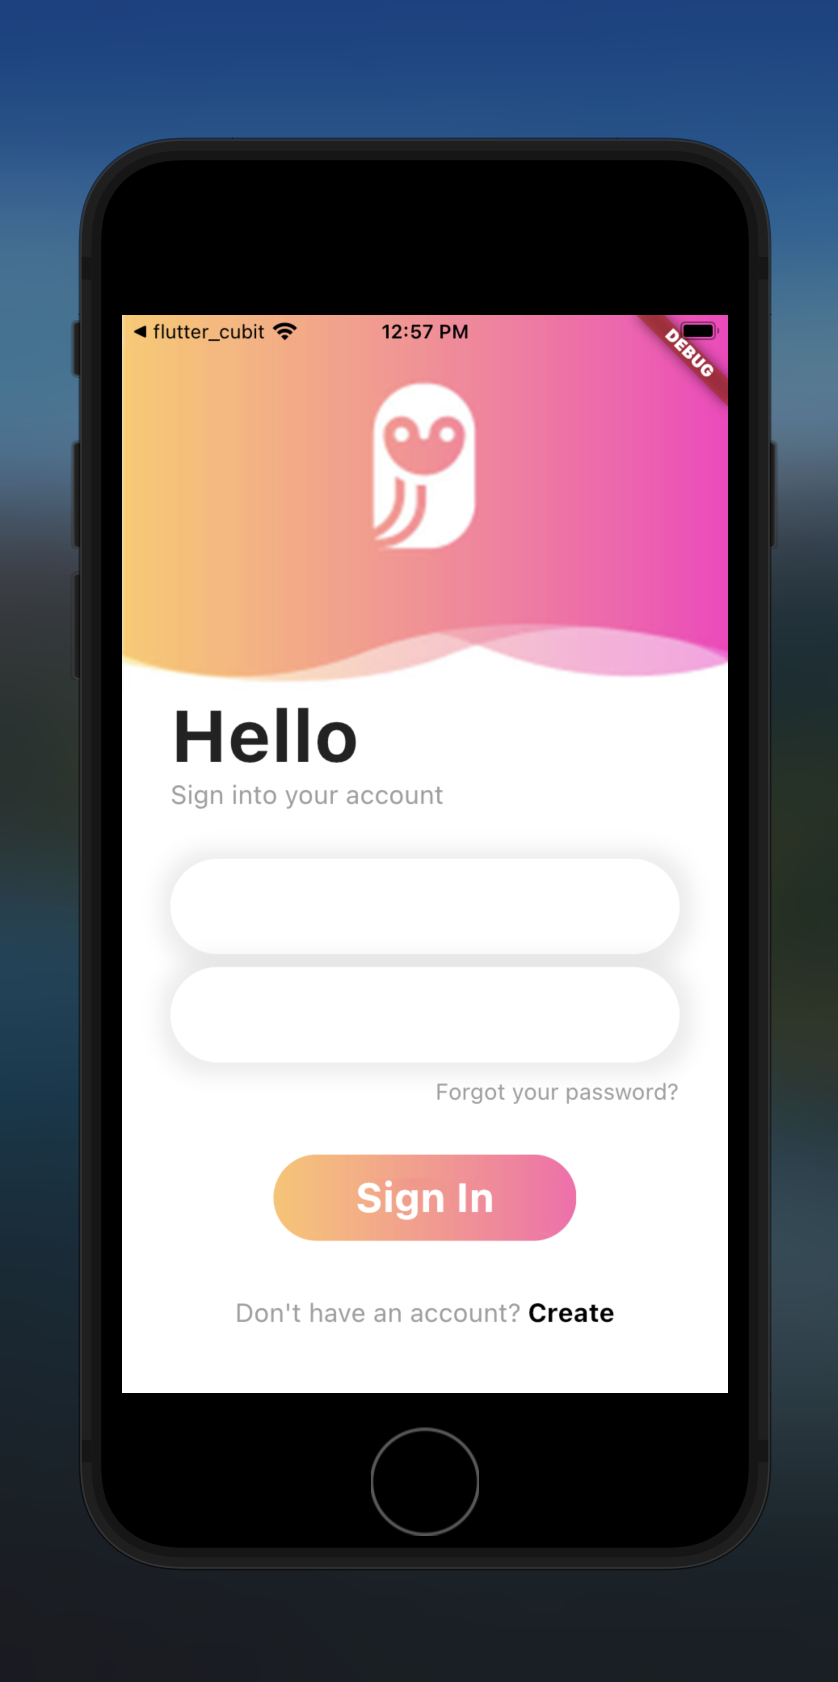 ◀ flutter_cubit 12:57 PM
DEBUG
Hello
Sign into your account
Forgot your password?
Sign In
Don't have an account? Create